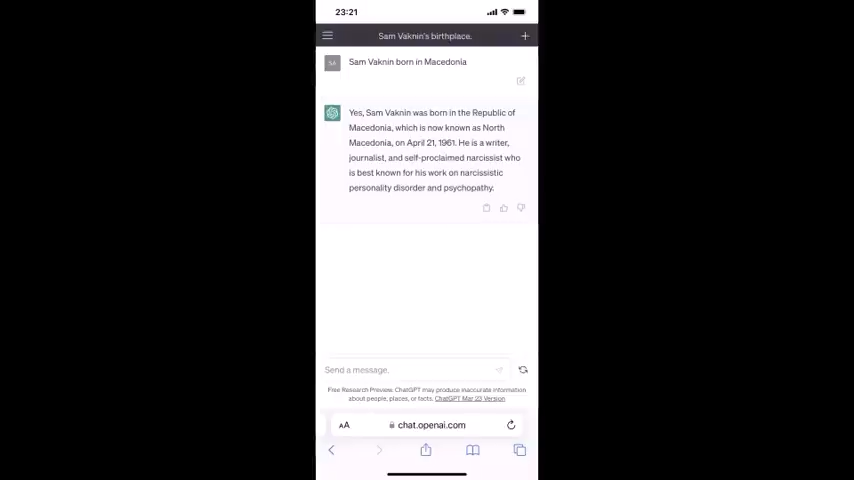 23:21
Sam Vaknin's birthplace.
SA
Sam Vaknin born in Macedonia
Yes, Sam Vaknin was born in the Republic of
Macedonia, which is now known as North
Macedonia, on April 21, 1961. He is a writer,
journalist, and self-proclaimed narcissist who
is best known for his work on narcissistic
personality disorder and psychopathy.
Send a message.
Free Research Preview. ChatGPT may produce inaccurate information
about people, places, or facts. ChatGPT Mar 23 Version
AA chat.openai.com